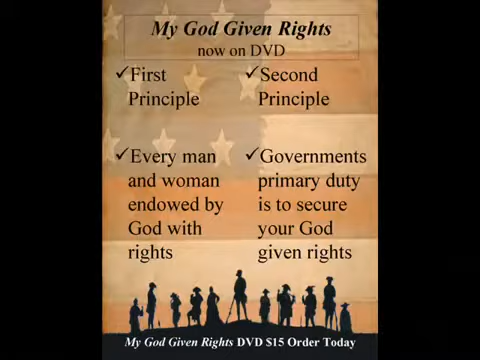 My God Given Rights
now on DVD
✓First
Principle
✓Second
Principle
✓Every man
and woman
endowed by
God with
rights
✓Governments
primary duty
is to secure
your God
given rights
My God Given Rights DVD $15 Order Today